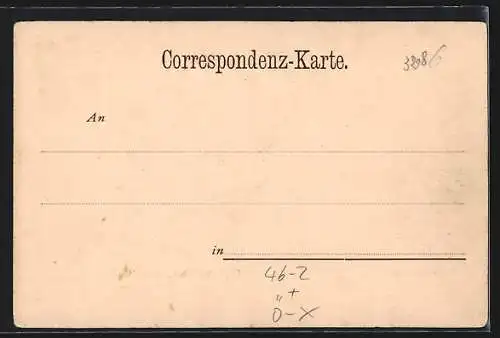 Correspondenz-Karte.
An
in
46-2
„ +
0-X